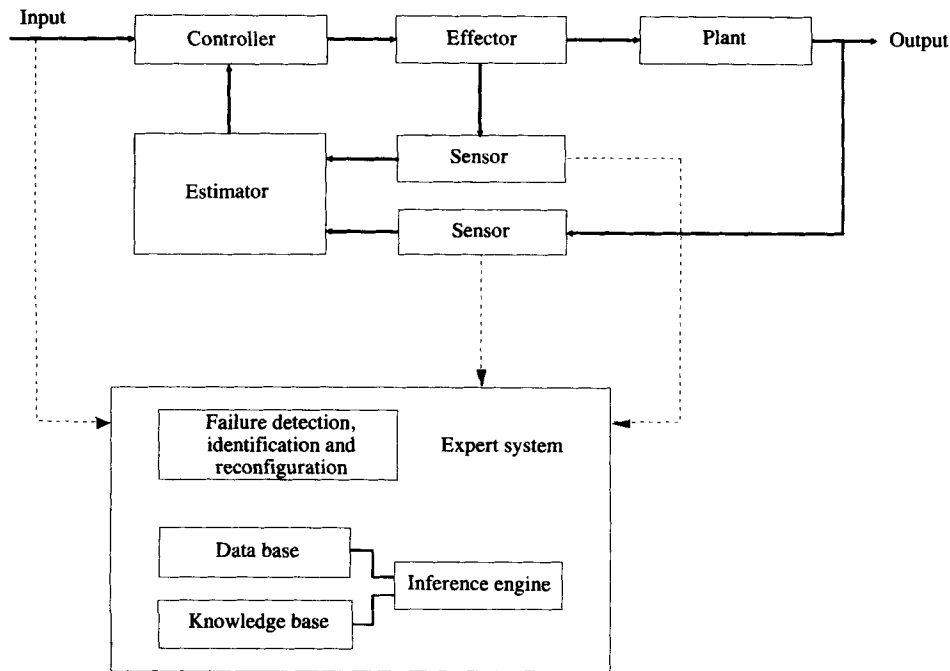 Input
Controller
Effector
Plant
Output
Sensor
Estimator
Sensor
Failure detection,
identification and
reconfiguration
Expert system
Data base
Inference engine
Knowledge base